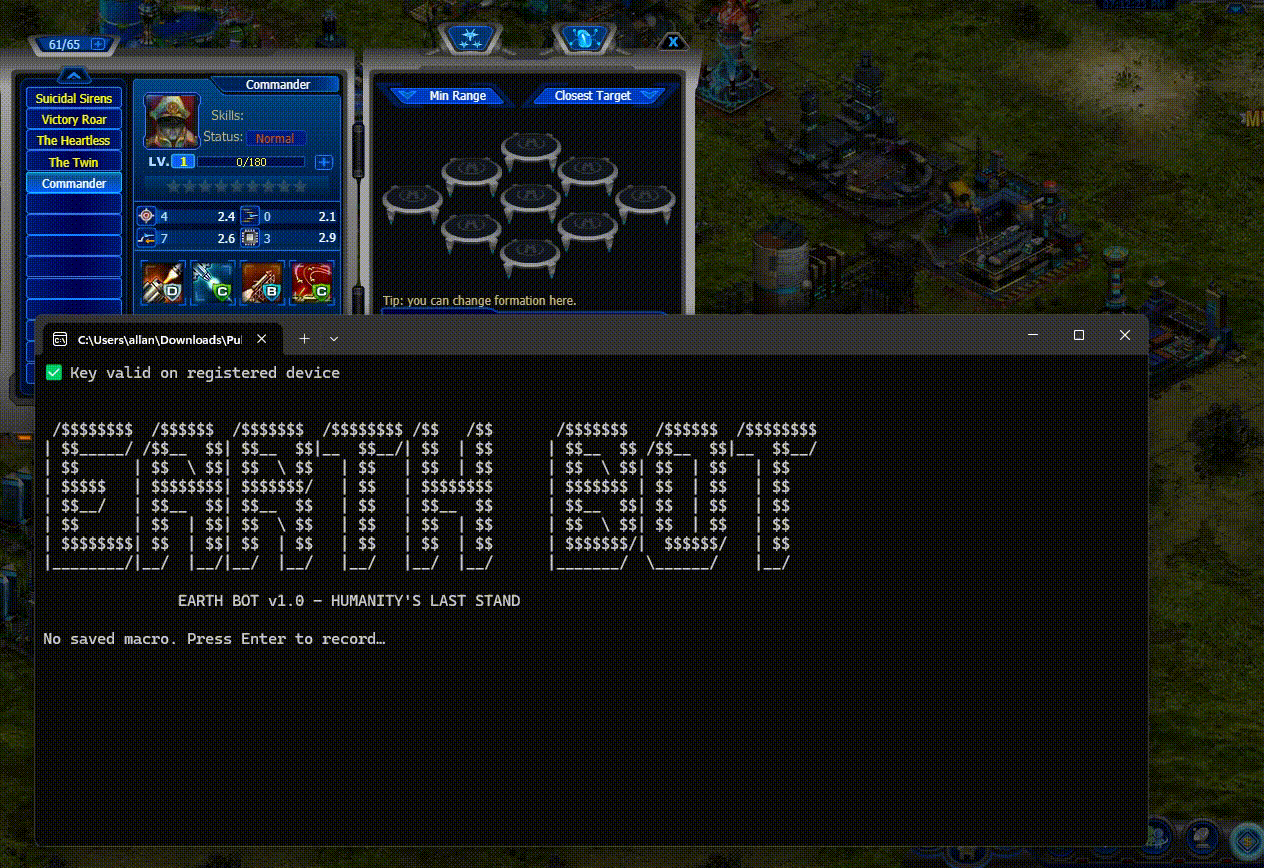 61/65
Suicidal Sirens
Victory Roar
The Heartless
The Twin
Commander
Commander
Skills:
Status: Normal
LV. 1 0/180
4 2.4 0 2.1
7 2.6 3 2.9
D C B C
X
Min Range
Closest Target
Tip: you can change formation here.
C:\Users\allan\Downloads\Pul
Key valid on registered device
EARTH BOT
EARTH BOT v1.0 – HUMANITY'S LAST STAND
No saved macro. Press Enter to record…